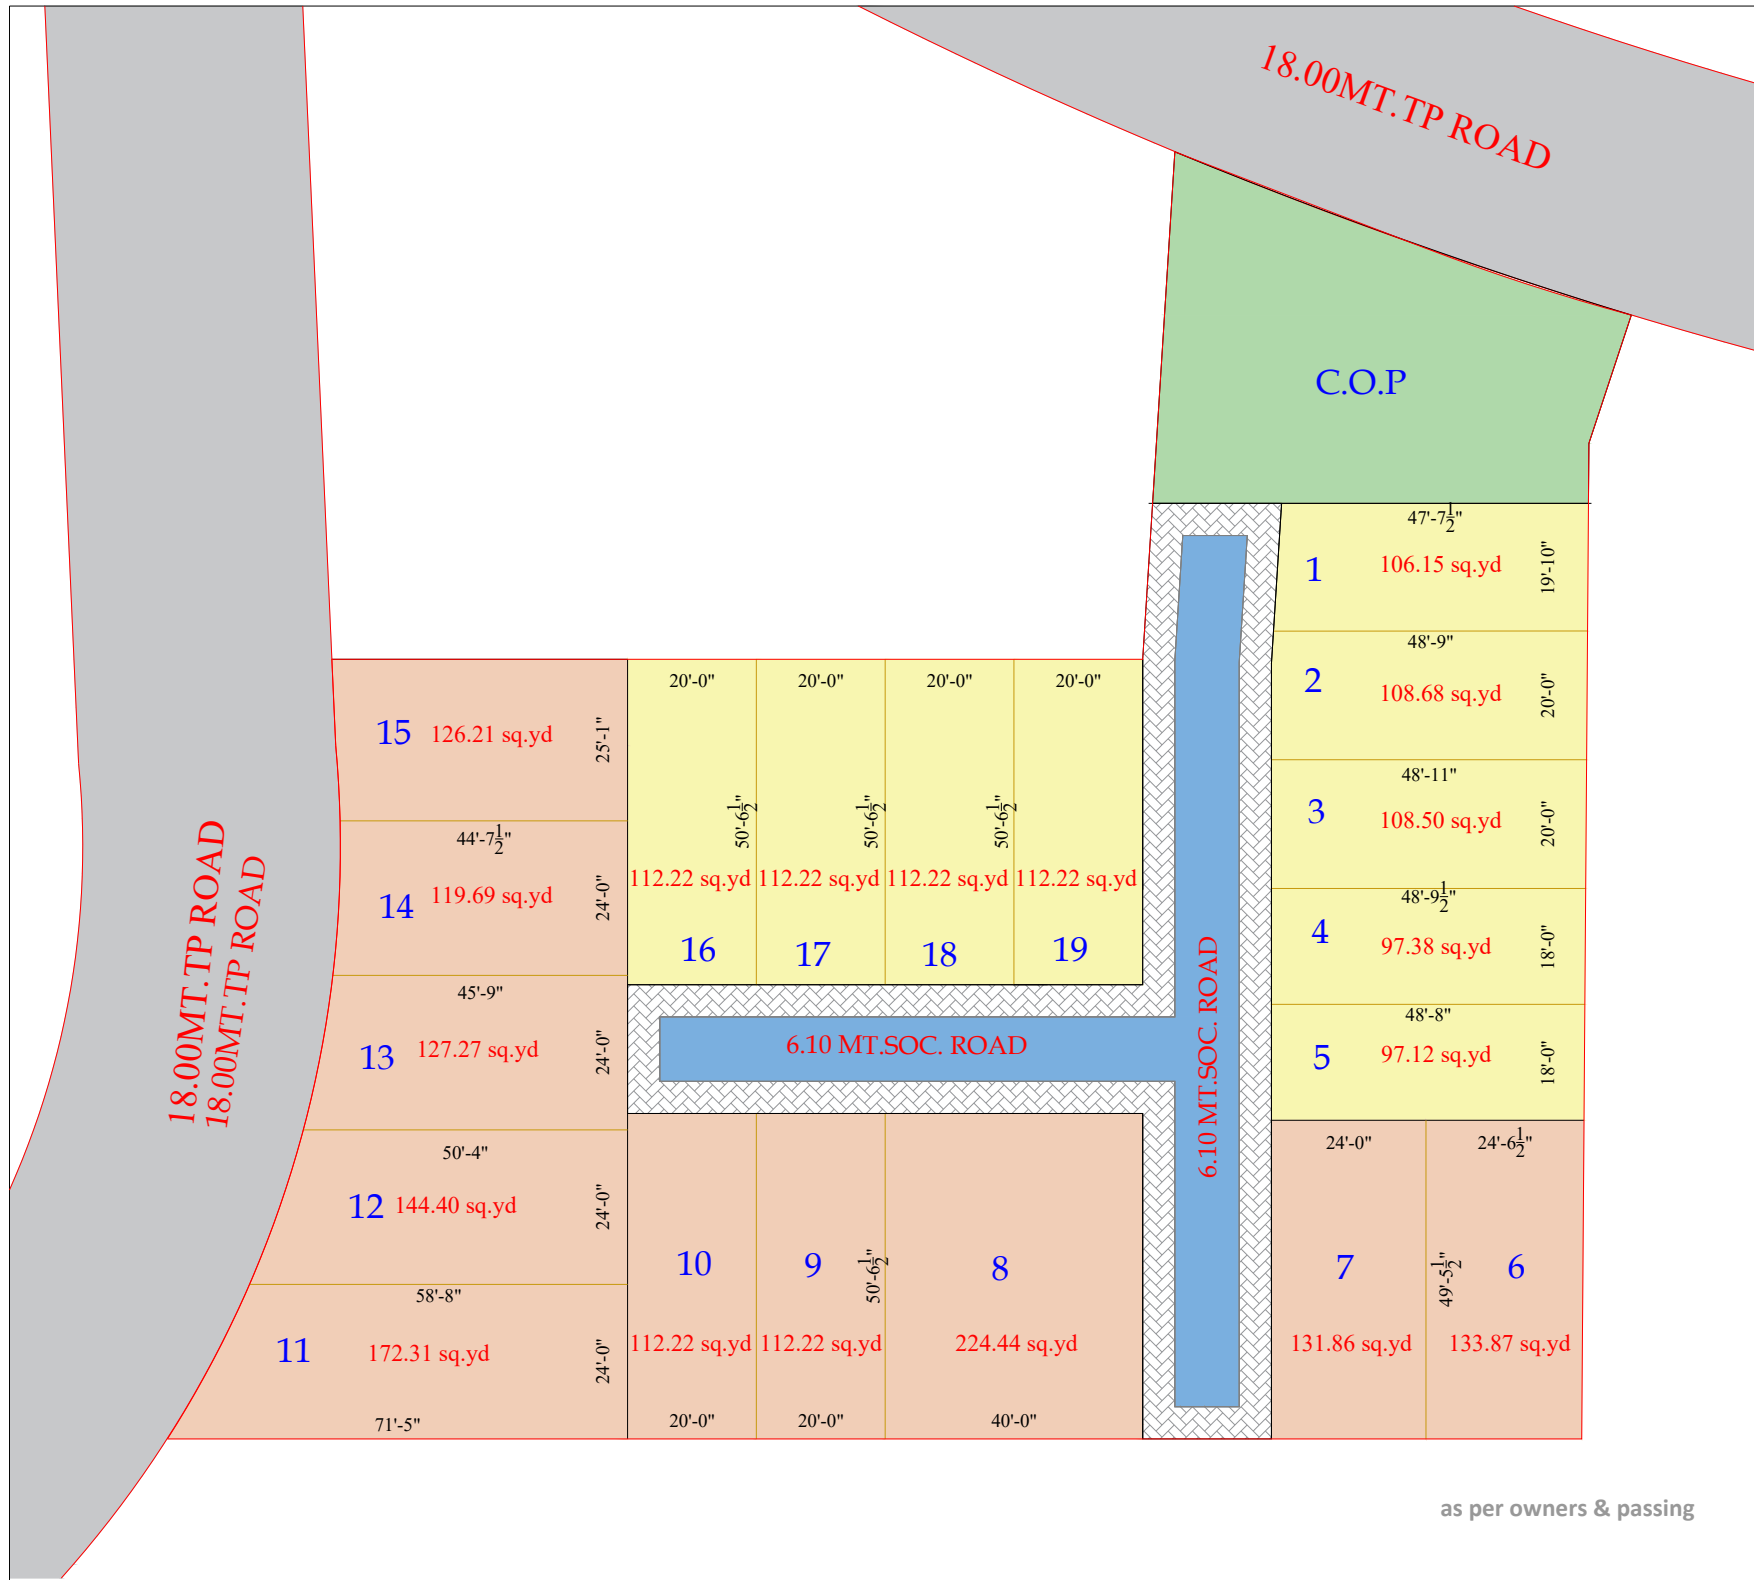 18.00MT.TP ROAD
C.O.P
47'-7½"
1
106.15 sq.yd
19'-10"
48'-9"
2
108.68 sq.yd
20'-0"
48'-11"
3
108.50 sq.yd
20'-0"
48'-9½"
4
97.38 sq.yd
18'-0"
48'-8"
5
97.12 sq.yd
18'-0"
24'-0"
24'-6½"
7
49'-5½"
6
131.86 sq.yd
133.87 sq.yd
20'-0"
20'-0"
20'-0"
20'-0"
50'-6½"
50'-6½"
50'-6½"
112.22 sq.yd
112.22 sq.yd
112.22 sq.yd
112.22 sq.yd
16
17
18
19
6.10 MT.SOC. ROAD
6.10 MT.SOC. ROAD
10
9
50'-6½"
8
112.22 sq.yd
112.22 sq.yd
224.44 sq.yd
20'-0"
20'-0"
40'-0"
15
126.21 sq.yd
25'-1"
44'-7½"
14
119.69 sq.yd
24'-0"
45'-9"
13
127.27 sq.yd
24'-0"
50'-4"
12
144.40 sq.yd
24'-0"
58'-8"
11
172.31 sq.yd
24'-0"
71'-5"
18.00MT.TP ROAD
18.00MT.TP ROAD
as per owners & passing